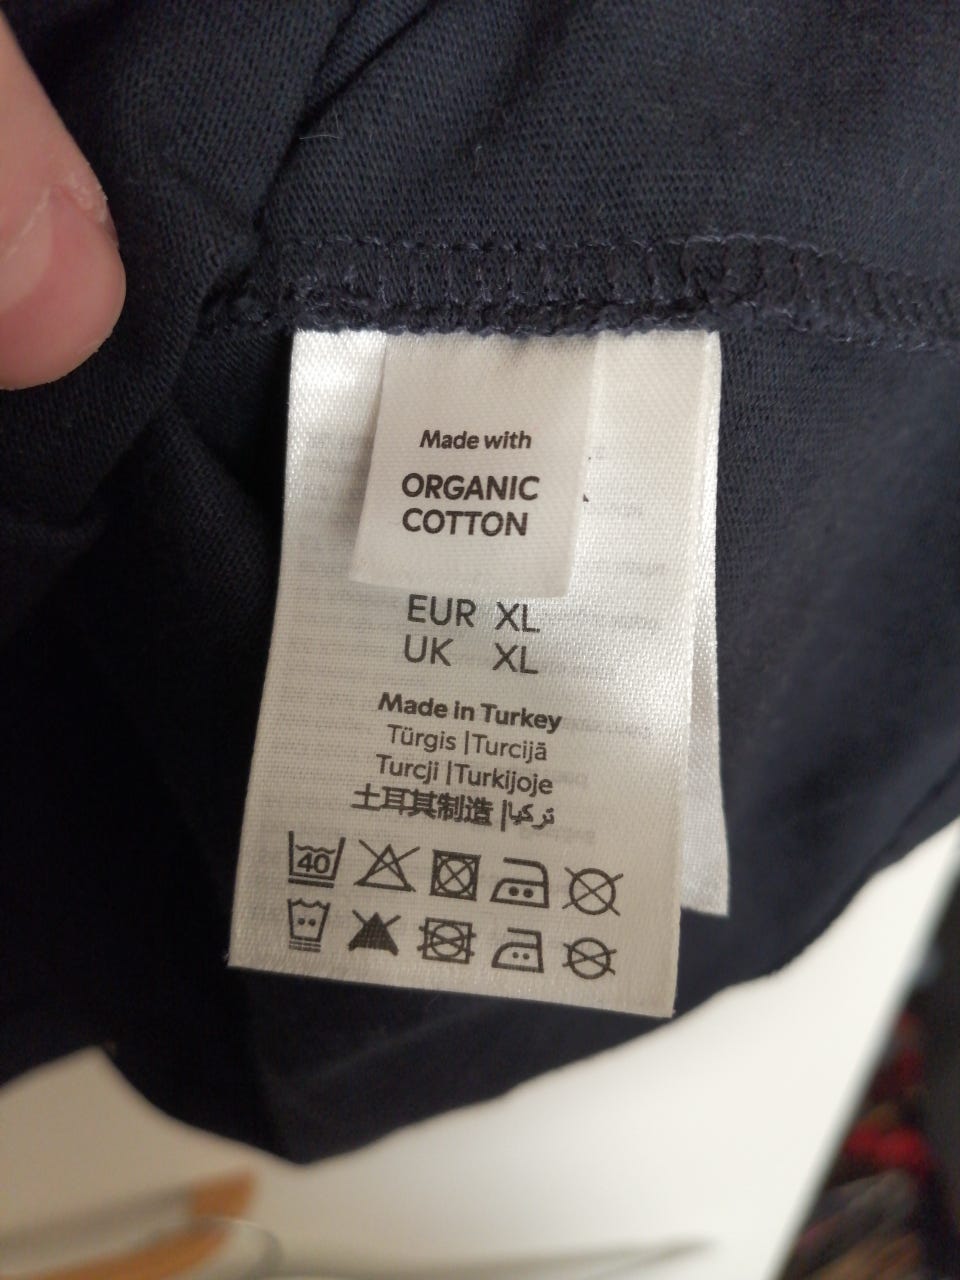 Made with
ORGANIC
COTTON
EUR XL
UK XL
Made in Turkey
Türgis |Turcijā
Turcji |Turkijoje
土耳其制造 |تركيا
40